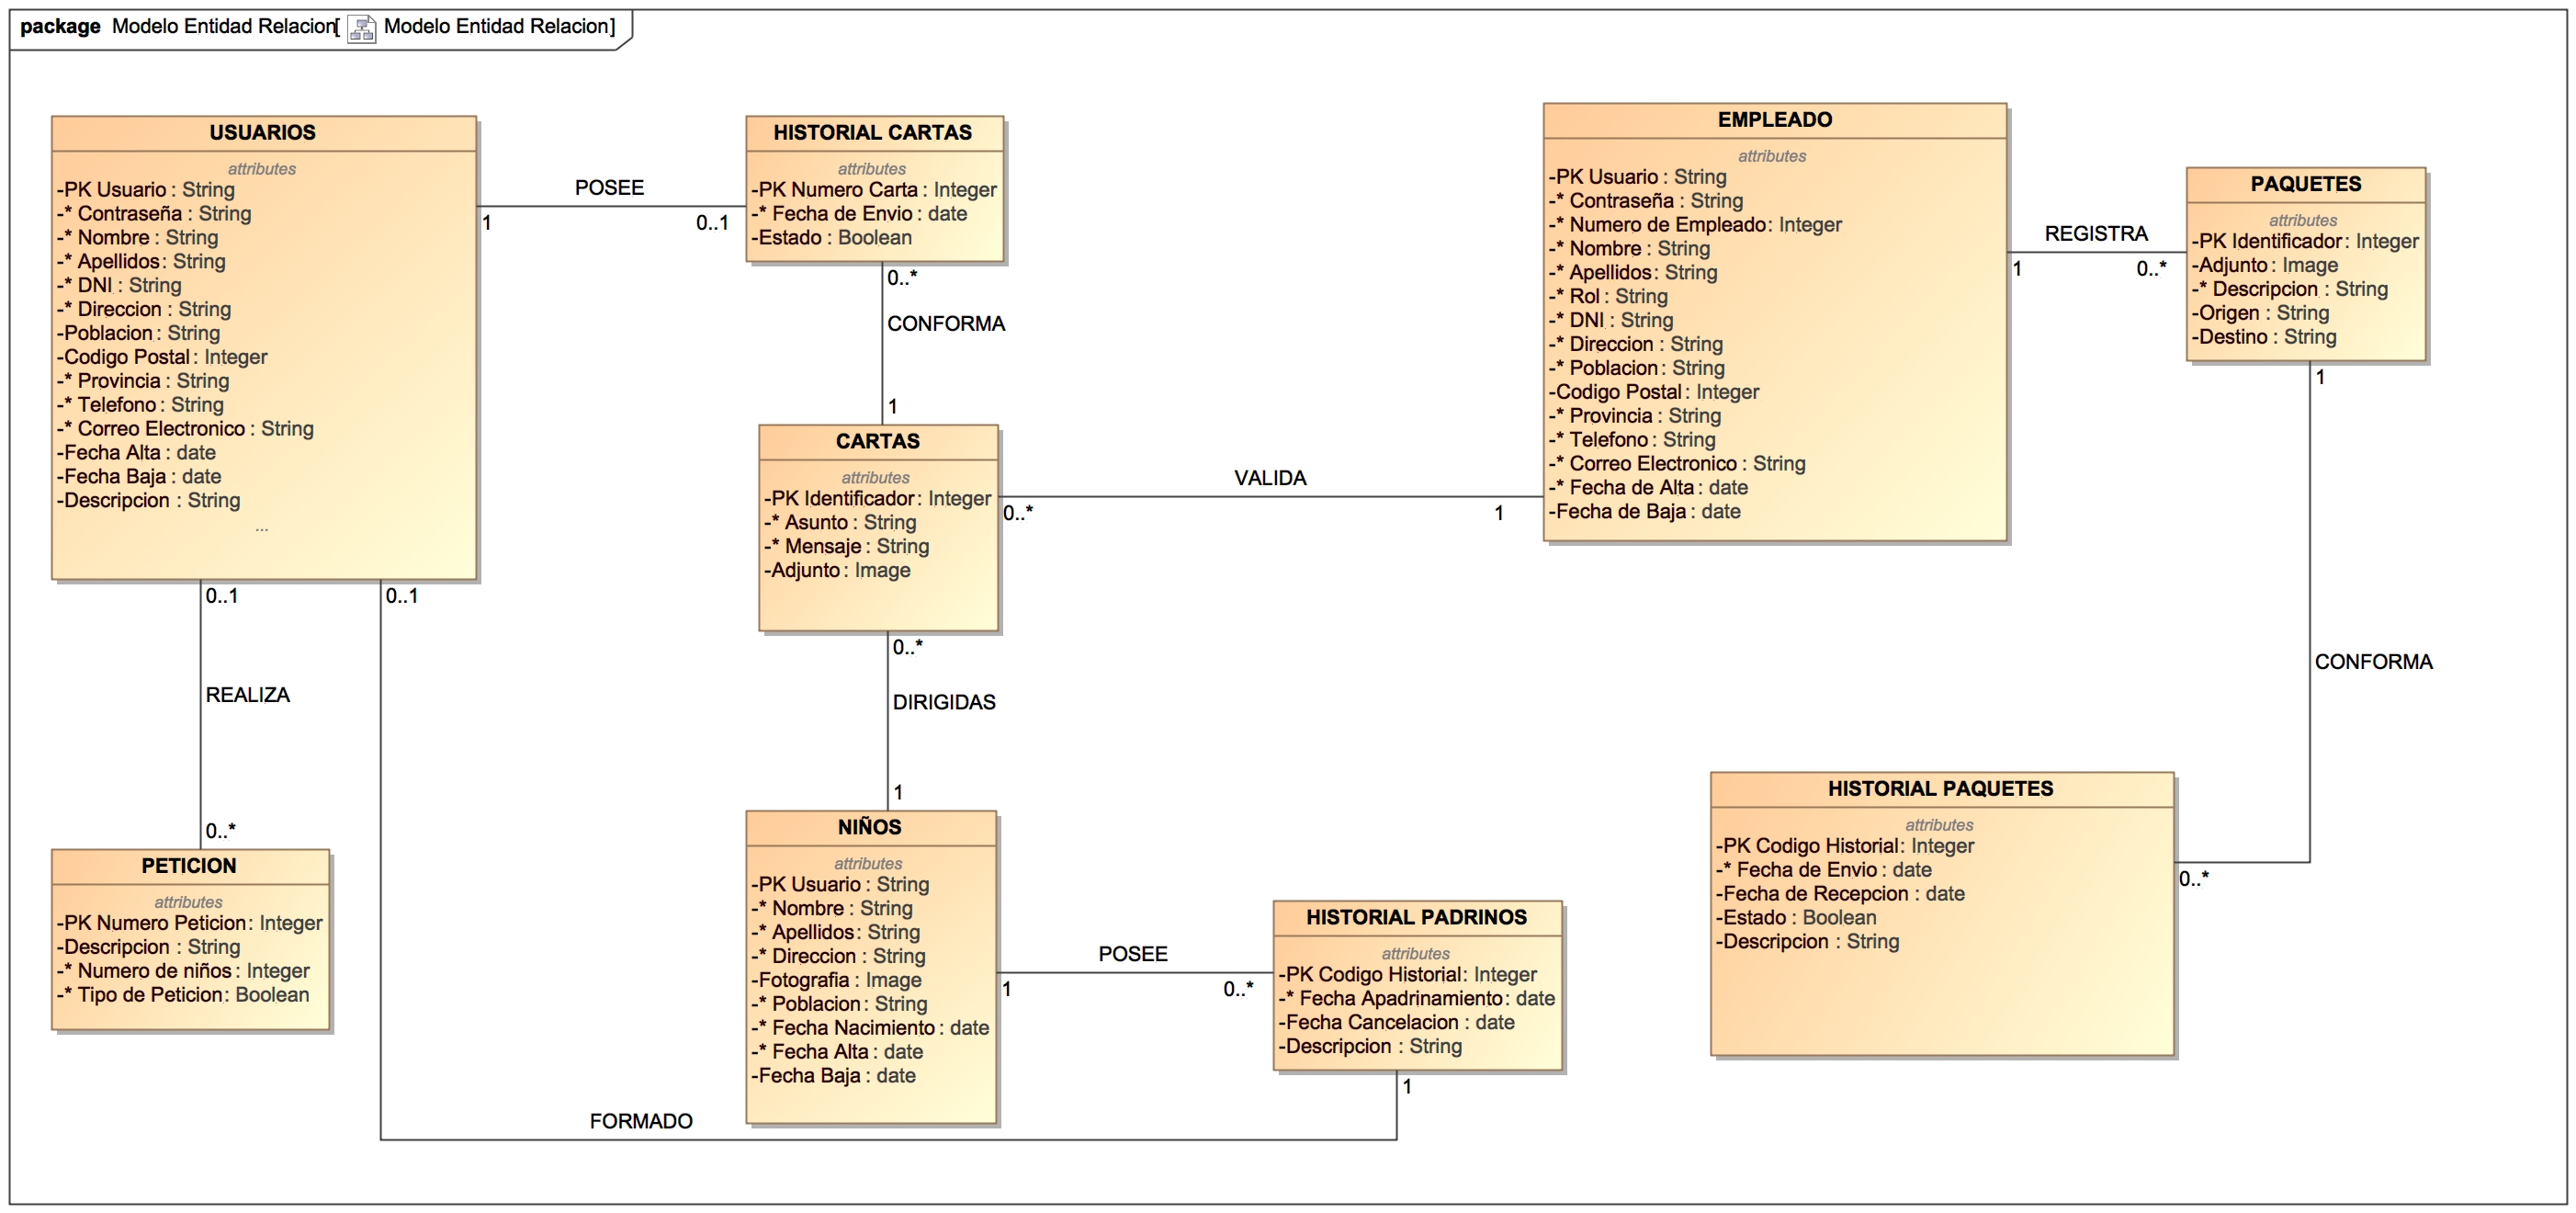 package Modelo Entidad Relacion[ Modelo Entidad Relacion]
USUARIOS
attributes
-PK Usuario : String
-* Contraseña : String
-* Nombre : String
-* Apellidos : String
-* DNI : String
-* Direccion : String
-Poblacion : String
-Codigo Postal : Integer
-* Provincia : String
-* Telefono : String
-* Correo Electronico : String
-Fecha Alta : date
-Fecha Baja : date
-Descripcion : String
...
POSEE
1
0..1
HISTORIAL CARTAS
attributes
-PK Numero Carta : Integer
-* Fecha de Envio : date
-Estado : Boolean
0..*
CONFORMA
1
CARTAS
attributes
-PK Identificador : Integer
-* Asunto : String
-* Mensaje : String
-Adjunto : Image
VALIDA
0..*
1
EMPLEADO
attributes
-PK Usuario : String
-* Contraseña : String
-* Numero de Empleado : Integer
-* Nombre : String
-* Apellidos : String
-* Rol : String
-* DNI : String
-* Direccion : String
-* Poblacion : String
-Codigo Postal : Integer
-* Provincia : String
-* Telefono : String
-* Correo Electronico : String
-* Fecha de Alta : date
-Fecha de Baja : date
REGISTRA
1
0..*
PAQUETES
attributes
-PK Identificador : Integer
-Adjunto : Image
-* Descripcion : String
-Origen : String
-Destino : String
1
CONFORMA
0..*
HISTORIAL PAQUETES
attributes
-PK Codigo Historial : Integer
-* Fecha de Envio : date
-Fecha de Recepcion : date
-Estado : Boolean
-Descripcion : String
0..1
0..1
REALIZA
0..*
PETICION
attributes
-PK Numero Peticion : Integer
-Descripcion : String
-* Numero de niños : Integer
-* Tipo de Peticion : Boolean
0..*
DIRIGIDAS
1
NIÑOS
attributes
-PK Usuario : String
-* Nombre : String
-* Apellidos : String
-* Direccion : String
-Fotografia : Image
-* Poblacion : String
-* Fecha Nacimiento : date
-* Fecha Alta : date
-Fecha Baja : date
POSEE
1
0..*
HISTORIAL PADRINOS
attributes
-PK Codigo Historial : Integer
-* Fecha Apadrinamiento : date
-Fecha Cancelacion : date
-Descripcion : String
1
FORMADO